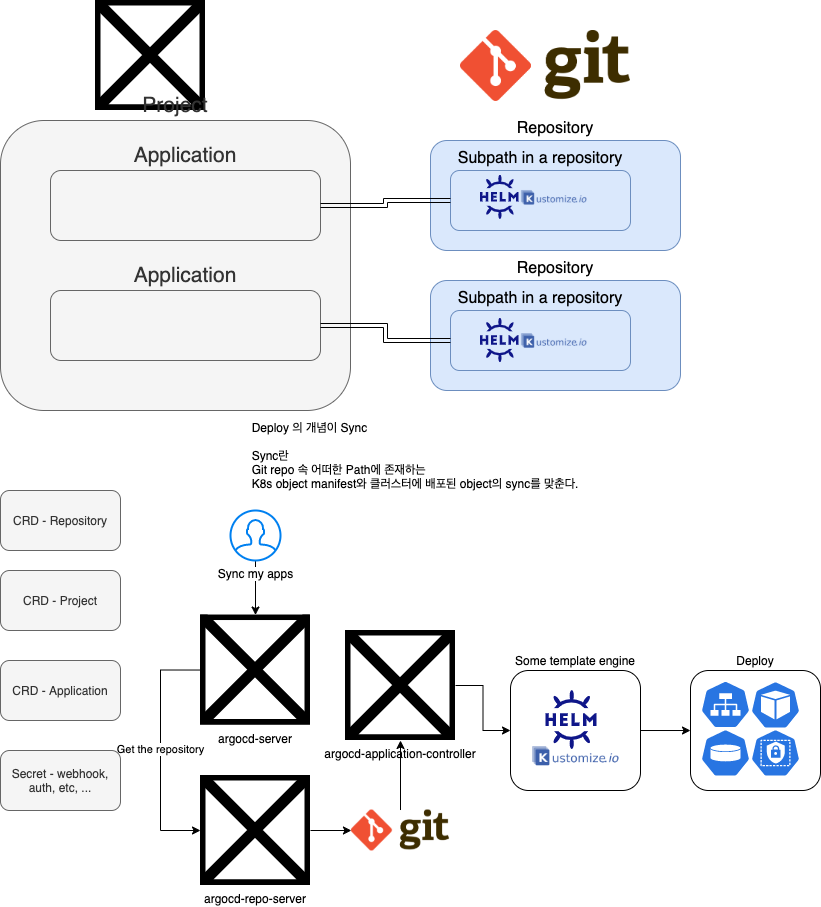 git
Project
Repository
Application
Subpath in a repository
HELM
Kustomize.io
Repository
Application
Subpath in a repository
HELM
Kustomize.io
Deploy 의 개념이 Sync
Sync란
Git repo 속 어떠한 Path에 존재하는
K8s object manifest와 클러스터에 배포된 object의 sync를 맞춘다.
CRD - Repository
CRD - Project
CRD - Application
Secret - webhook,
auth, etc, ...
Sync my apps
argocd-server
Get the repository
argocd-repo-server
git
argocd-application-controller
Some template engine
HELM
Kustomize.io
Deploy